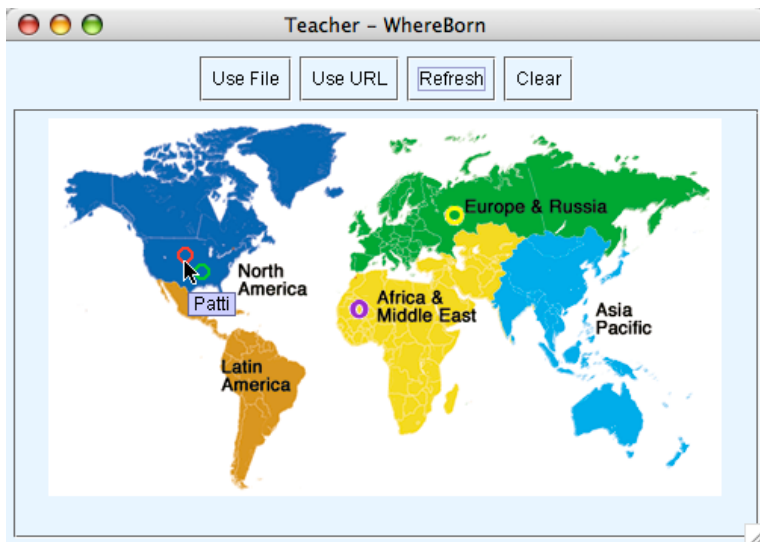 Teacher – WhereBorn
Use File
Use URL
Refresh
Clear
Europe & Russia
North
America
Patti
Africa &
Middle East
Asia
Pacific
Latin
America